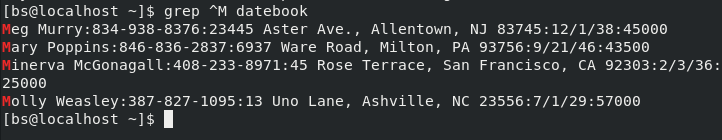 [bs@localhost ~]$ grep ^M datebook
Meg Murry:834-938-8376:23445 Aster Ave., Allentown, NJ 83745:12/1/38:45000
Mary Poppins:846-836-2837:6937 Ware Road, Milton, PA 93756:9/21/46:43500
Minerva McGonagall:408-233-8971:45 Rose Terrace, San Francisco, CA 92303:2/3/36:
25000
Molly Weasley:387-827-1095:13 Uno Lane, Ashville, NC 23556:7/1/29:57000
[bs@localhost ~]$